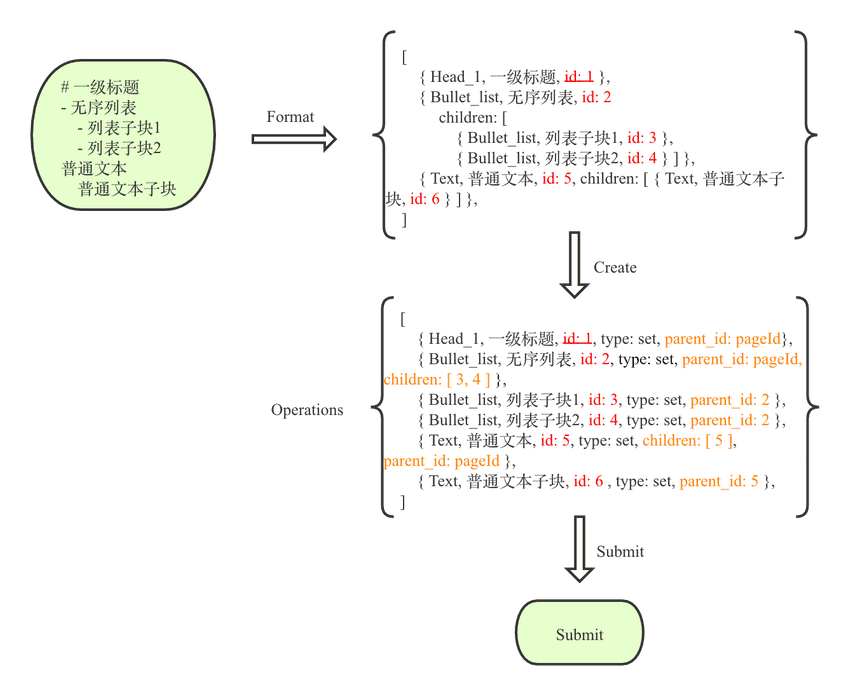 # 一级标题
- 无序列表
- 列表子块1
- 列表子块2
普通文本
普通文本子块
Format
[
{ Head_1, 一级标题, id: 1 },
{ Bullet_list, 无序列表, id: 2
children: [
{ Bullet_list, 列表子块1, id: 3 },
{ Bullet_list, 列表子块2, id: 4 } ] },
{ Text, 普通文本, id: 5, children: [ { Text, 普通文本子
块, id: 6 } ] },
]
Create
Operations
[
{ Head_1, 一级标题, id: 1, type: set, parent_id: pageId},
{ Bullet_list, 无序列表, id: 2, type: set, parent_id: pageId,
children: [ 3, 4 ] },
{ Bullet_list, 列表子块1, id: 3, type: set, parent_id: 2 },
{ Bullet_list, 列表子块2, id: 4, type: set, parent_id: 2 },
{ Text, 普通文本, id: 5, type: set, children: [ 5 ],
parent_id: pageId },
{ Text, 普通文本子块, id: 6 , type: set, parent_id: 5 },
]
Submit
Submit